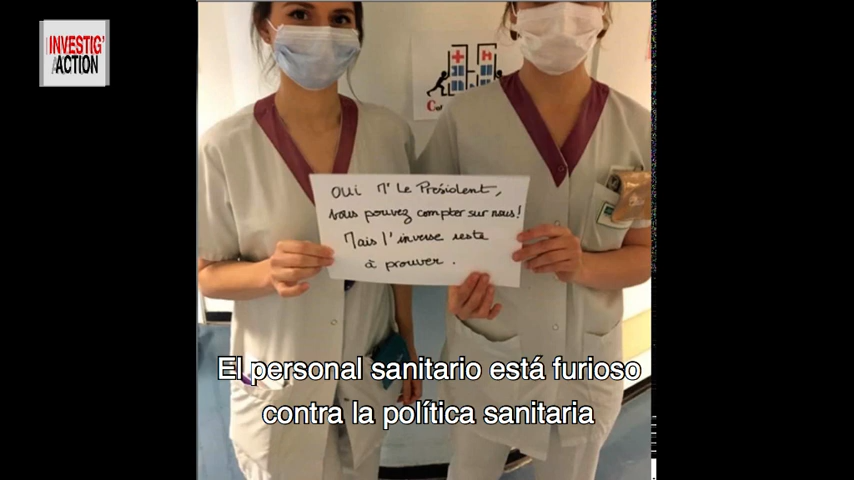 INVESTIG'
ACTION
H
OUI Mr Le Président,
vous pouvez compter sur nous!
Mais l'inverse reste
à prouver.
El personal sanitario está furioso
contra la política sanitaria